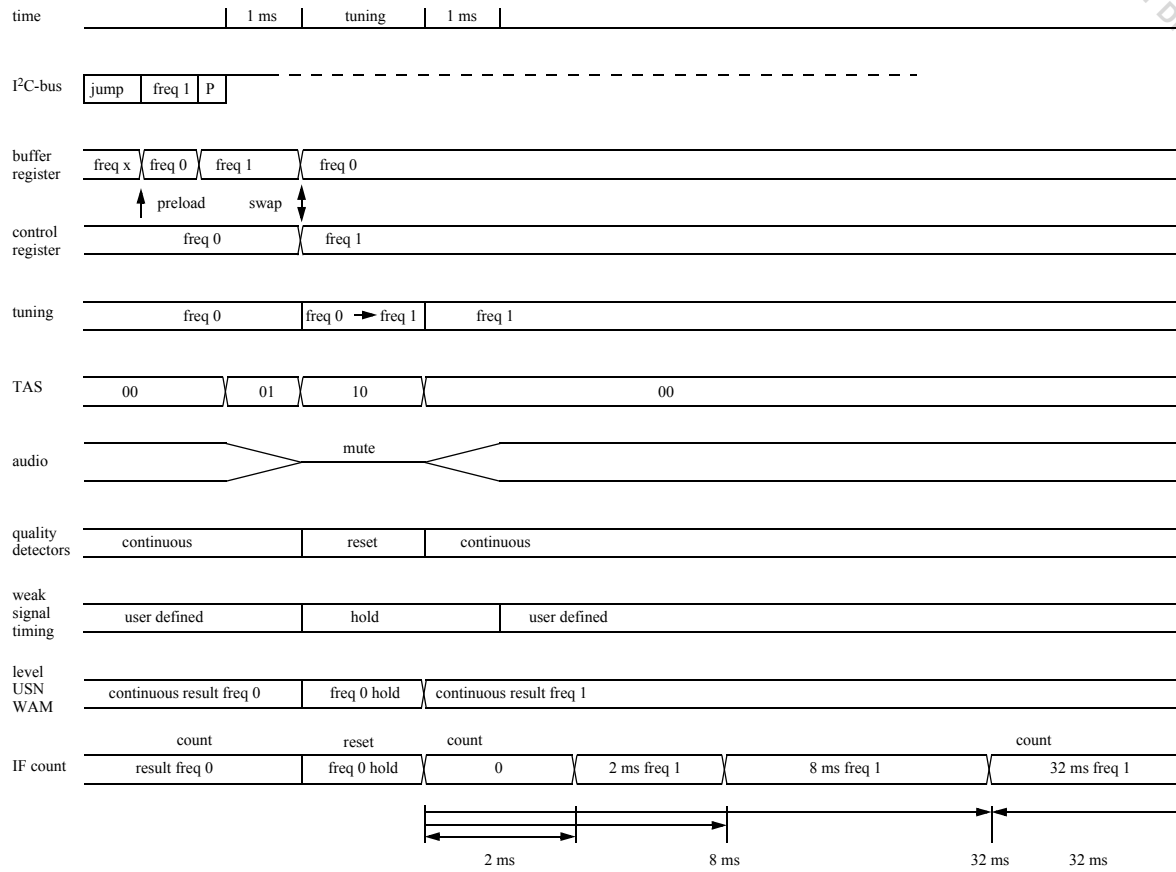 time
1 ms
tuning
1 ms
I²C-bus
jump
freq 1
P
buffer
register
freq x
freq 0
freq 1
freq 0
preload
swap
control
register
freq 0
freq 1
tuning
freq 0
freq 0
freq 1
freq 1
TAS
00
01
10
00
audio
mute
quality
detectors
continuous
reset
continuous
weak
signal
timing
user defined
hold
user defined
level
USN
WAM
continuous result freq 0
freq 0 hold
continuous result freq 1
count
reset
count
count
IF count
result freq 0
freq 0 hold
0
2 ms freq 1
8 ms freq 1
32 ms freq 1
2 ms
8 ms
32 ms
32 ms